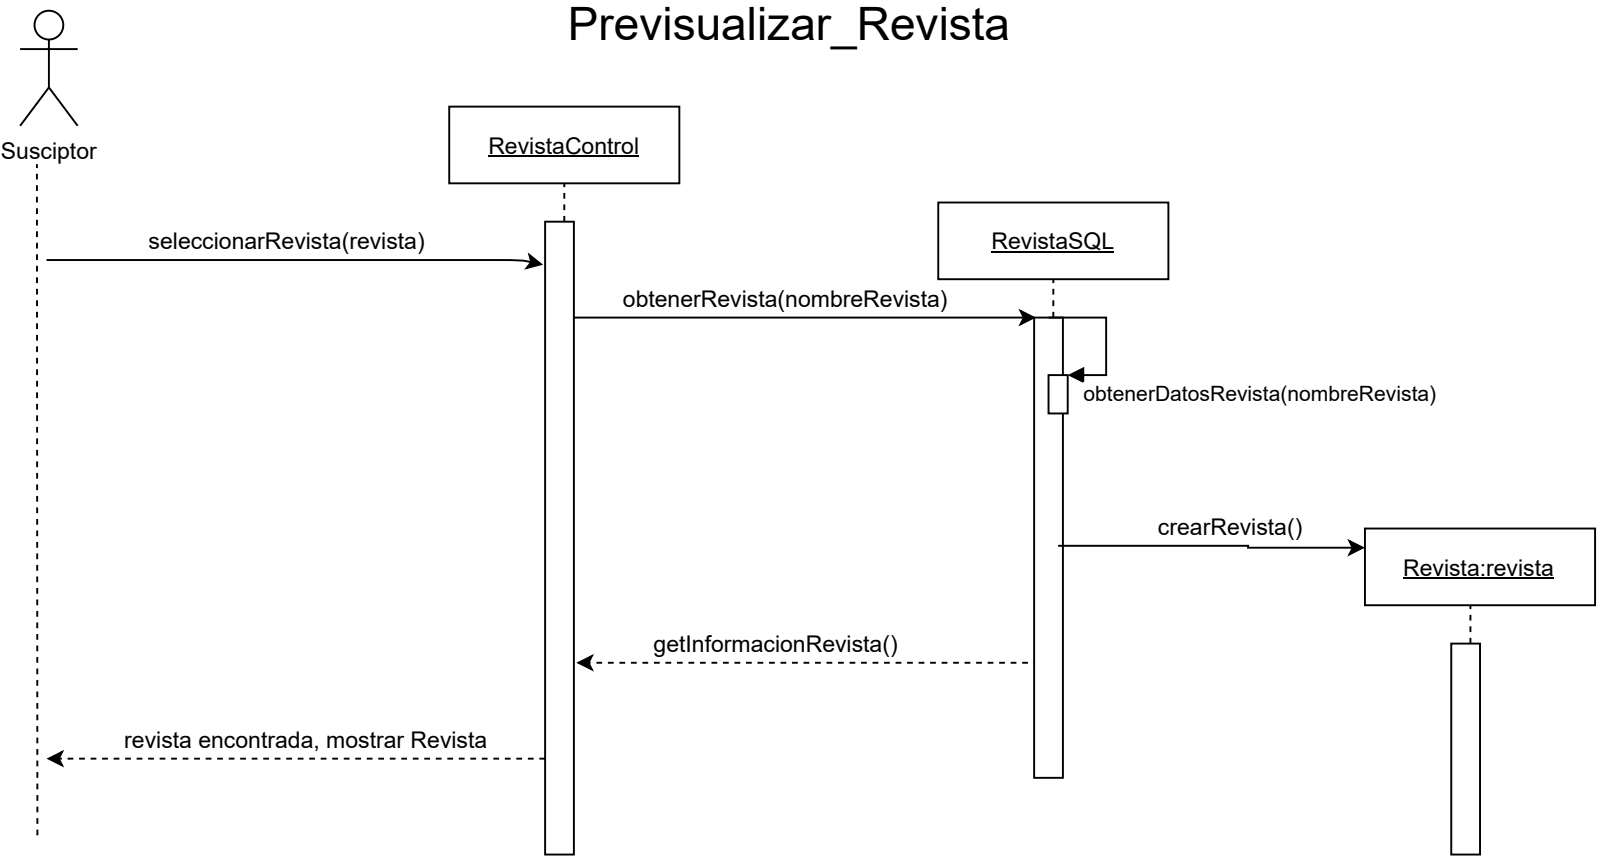 Previsualizar_Revista
Susciptor
RevistaControl
seleccionarRevista(revista)
RevistaSQL
obtenerRevista(nombreRevista)
obtenerDatosRevista(nombreRevista)
crearRevista()
Revista:revista
getInformacionRevista()
revista encontrada, mostrar Revista